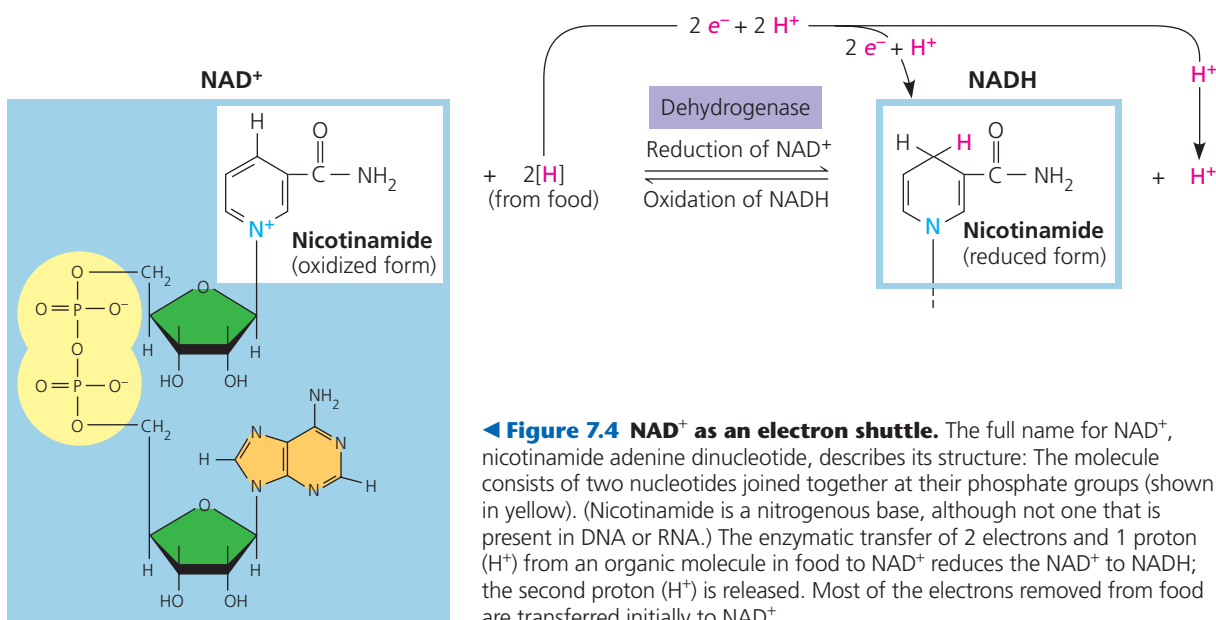 2 e– + 2 H+
2 e– + H+
NAD+
NADH
H+
Dehydrogenase
H
O
C
NH2
N+
Nicotinamide
(oxidized form)
+ 2[H]
(from food)
Reduction of NAD+
Oxidation of NADH
H
H
O
C
NH2
N
Nicotinamide
(reduced form)
+ H+
O
CH2
O
O
P
O–
O
H
H
HO
OH
O
P
O–
O
CH2
NH2
N
N
H
N
N
H
O
H
H
HO
OH
◄ Figure 7.4 NAD+ as an electron shuttle. The full name for NAD+,
nicotinamide adenine dinucleotide, describes its structure: The molecule
consists of two nucleotides joined together at their phosphate groups (shown
in yellow). (Nicotinamide is a nitrogenous base, although not one that is
present in DNA or RNA.) The enzymatic transfer of 2 electrons and 1 proton
(H+) from an organic molecule in food to NAD+ reduces the NAD+ to NADH;
the second proton (H+) is released. Most of the electrons removed from food
are transferred initially to NAD+